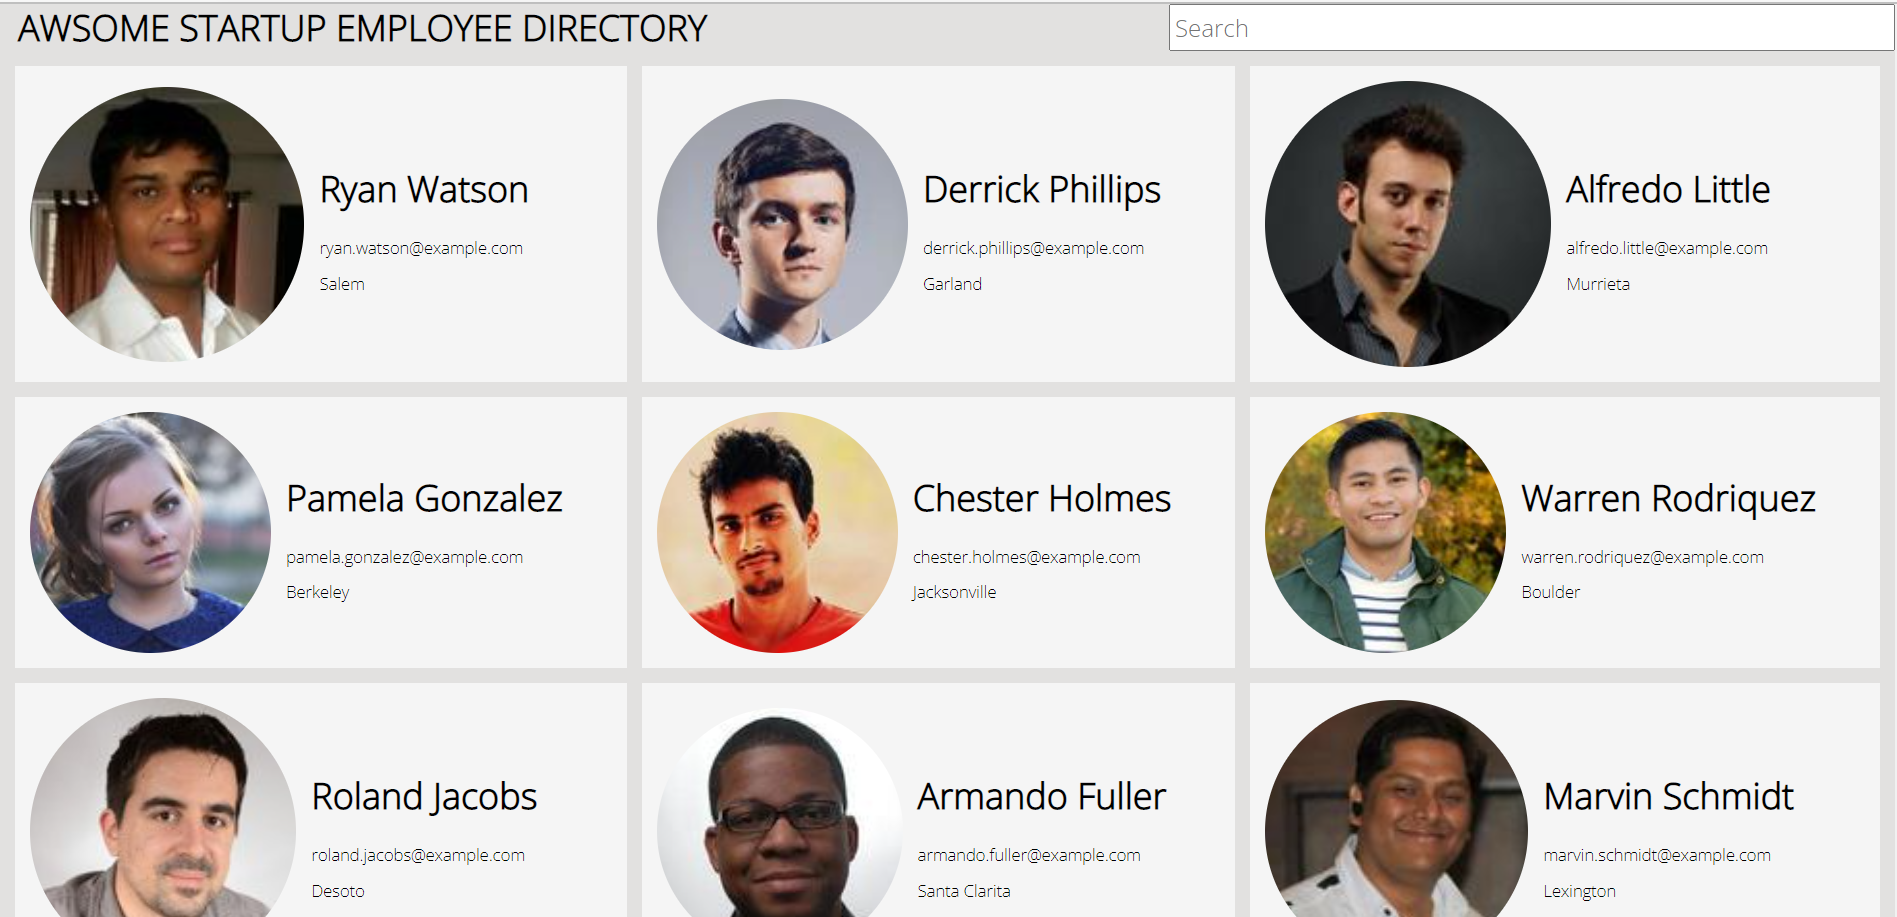 AWSOME STARTUP EMPLOYEE DIRECTORY
Search
Ryan Watson
ryan.watson@example.com
Salem
Derrick Phillips
derrick.phillips@example.com
Garland
Alfredo Little
alfredo.little@example.com
Murrieta
Pamela Gonzalez
pamela.gonzalez@example.com
Berkeley
Chester Holmes
chester.holmes@example.com
Jacksonville
Warren Rodriquez
warren.rodriquez@example.com
Boulder
Roland Jacobs
roland.jacobs@example.com
Desoto
Armando Fuller
armando.fuller@example.com
Santa Clarita
Marvin Schmidt
marvin.schmidt@example.com
Lexington